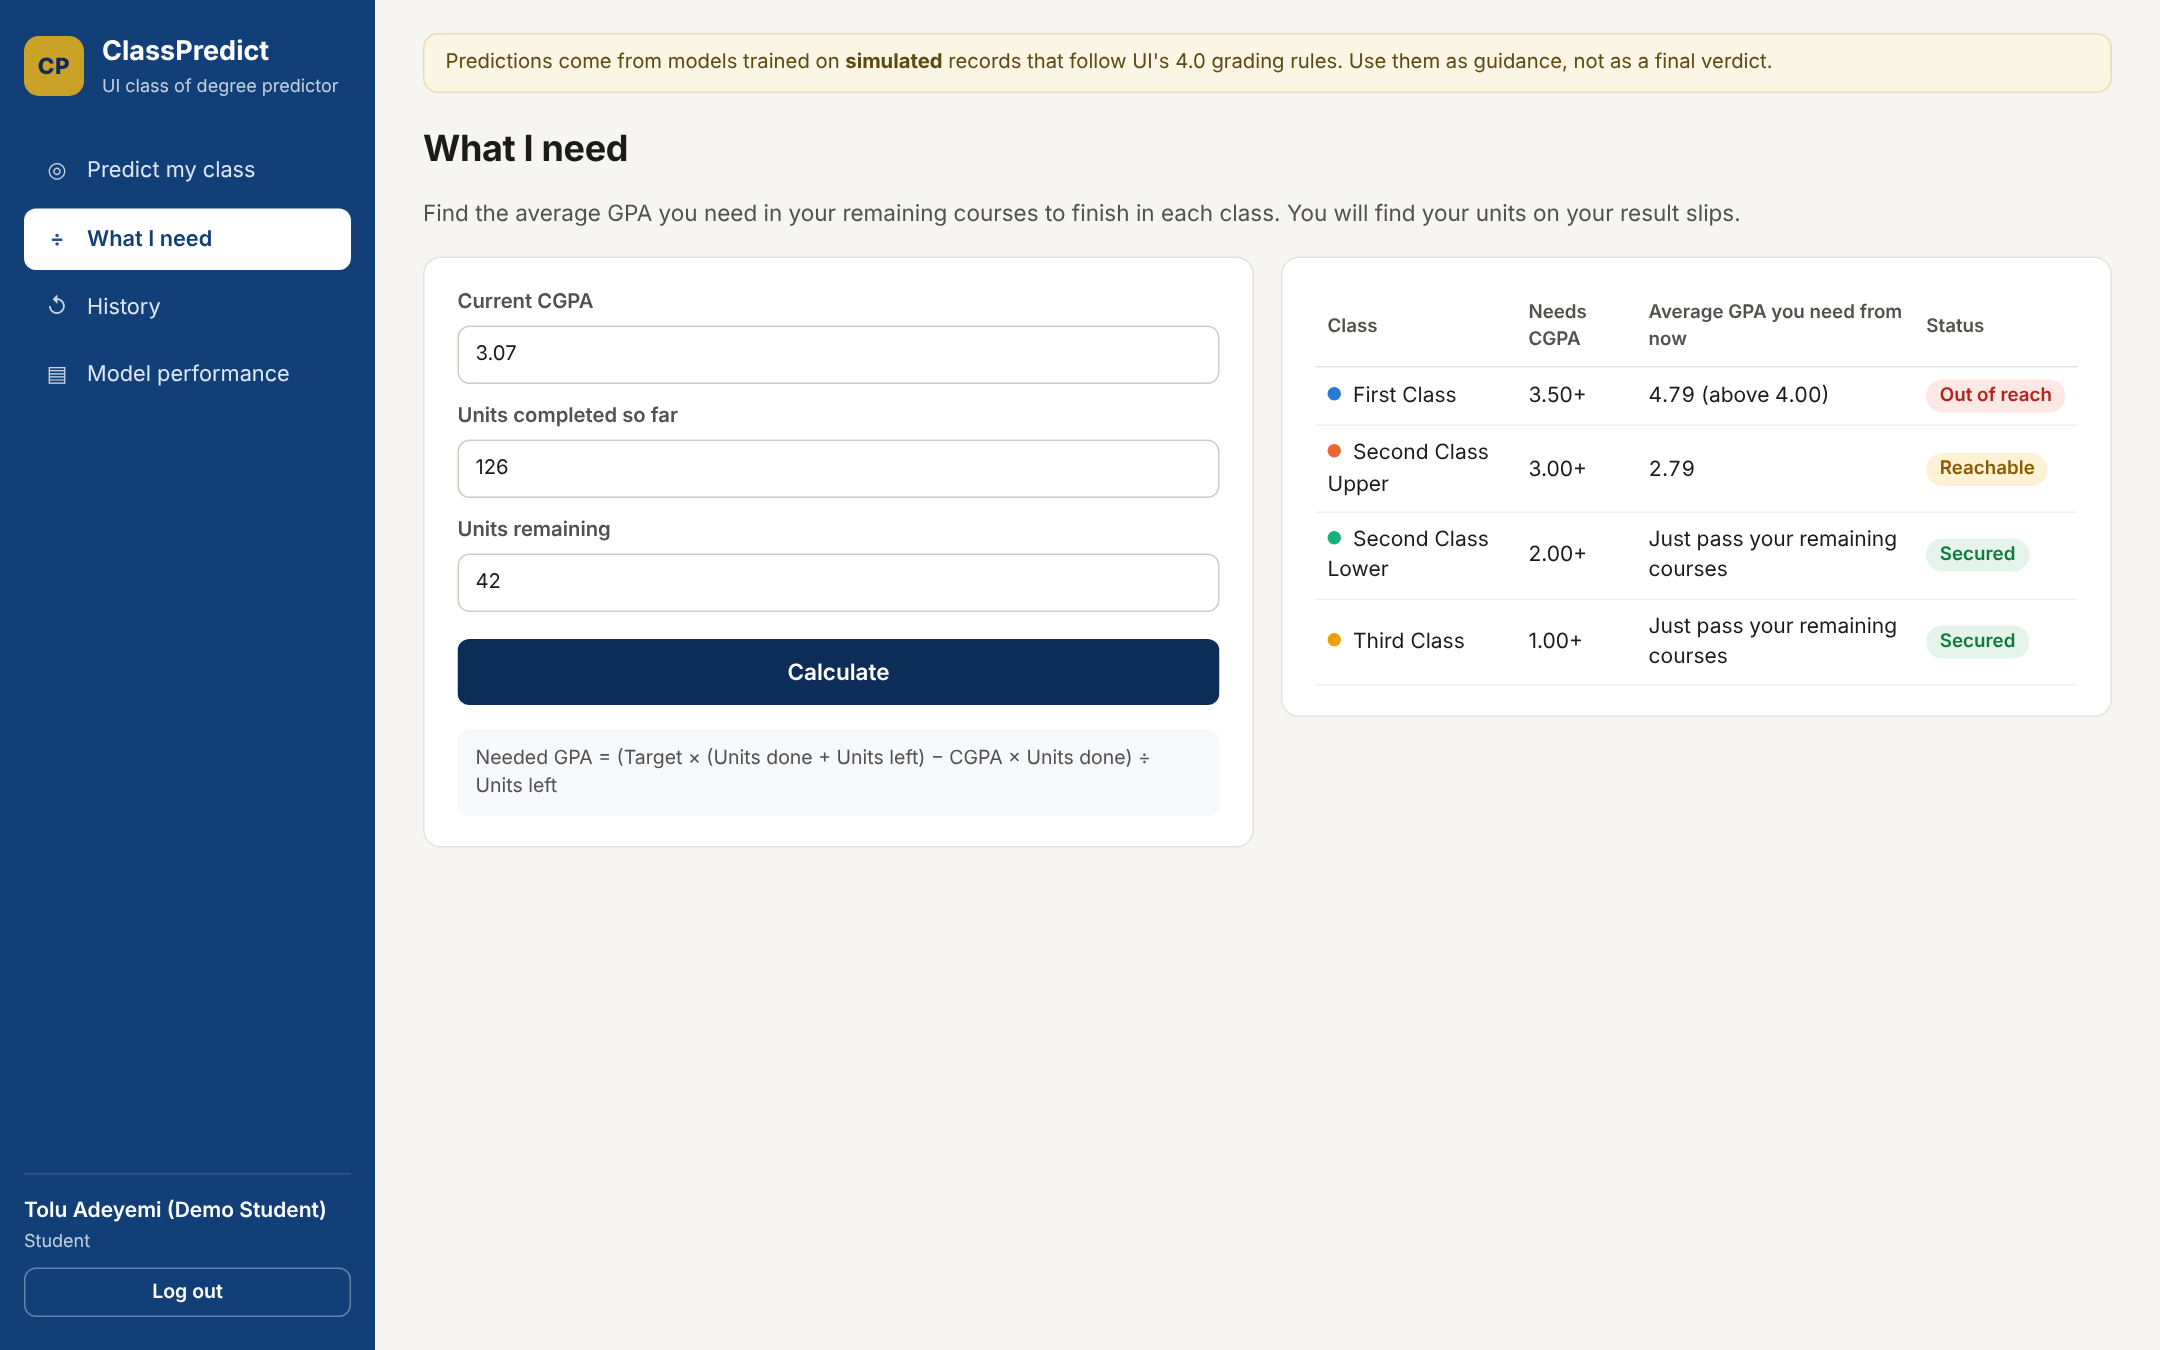 CP
ClassPredict
UI class of degree predictor
◎ Predict my class
÷ What I need
History
▤ Model performance
Tolu Adeyemi (Demo Student)
Student
Log out
Predictions come from models trained on simulated records that follow UI's 4.0 grading rules. Use them as guidance, not as a final verdict.
What I need
Find the average GPA you need in your remaining courses to finish in each class. You will find your units on your result slips.
Current CGPA
3.07
Units completed so far
126
Units remaining
42
Calculate
Needed GPA = (Target × (Units done + Units left) − CGPA × Units done) ÷
Units left
Class Needs CGPA Average GPA you need from now Status
First Class 3.50+ 4.79 (above 4.00) Out of reach
Second Class Upper 3.00+ 2.79 Reachable
Second Class Lower 2.00+ Just pass your remaining courses Secured
Third Class 1.00+ Just pass your remaining courses Secured